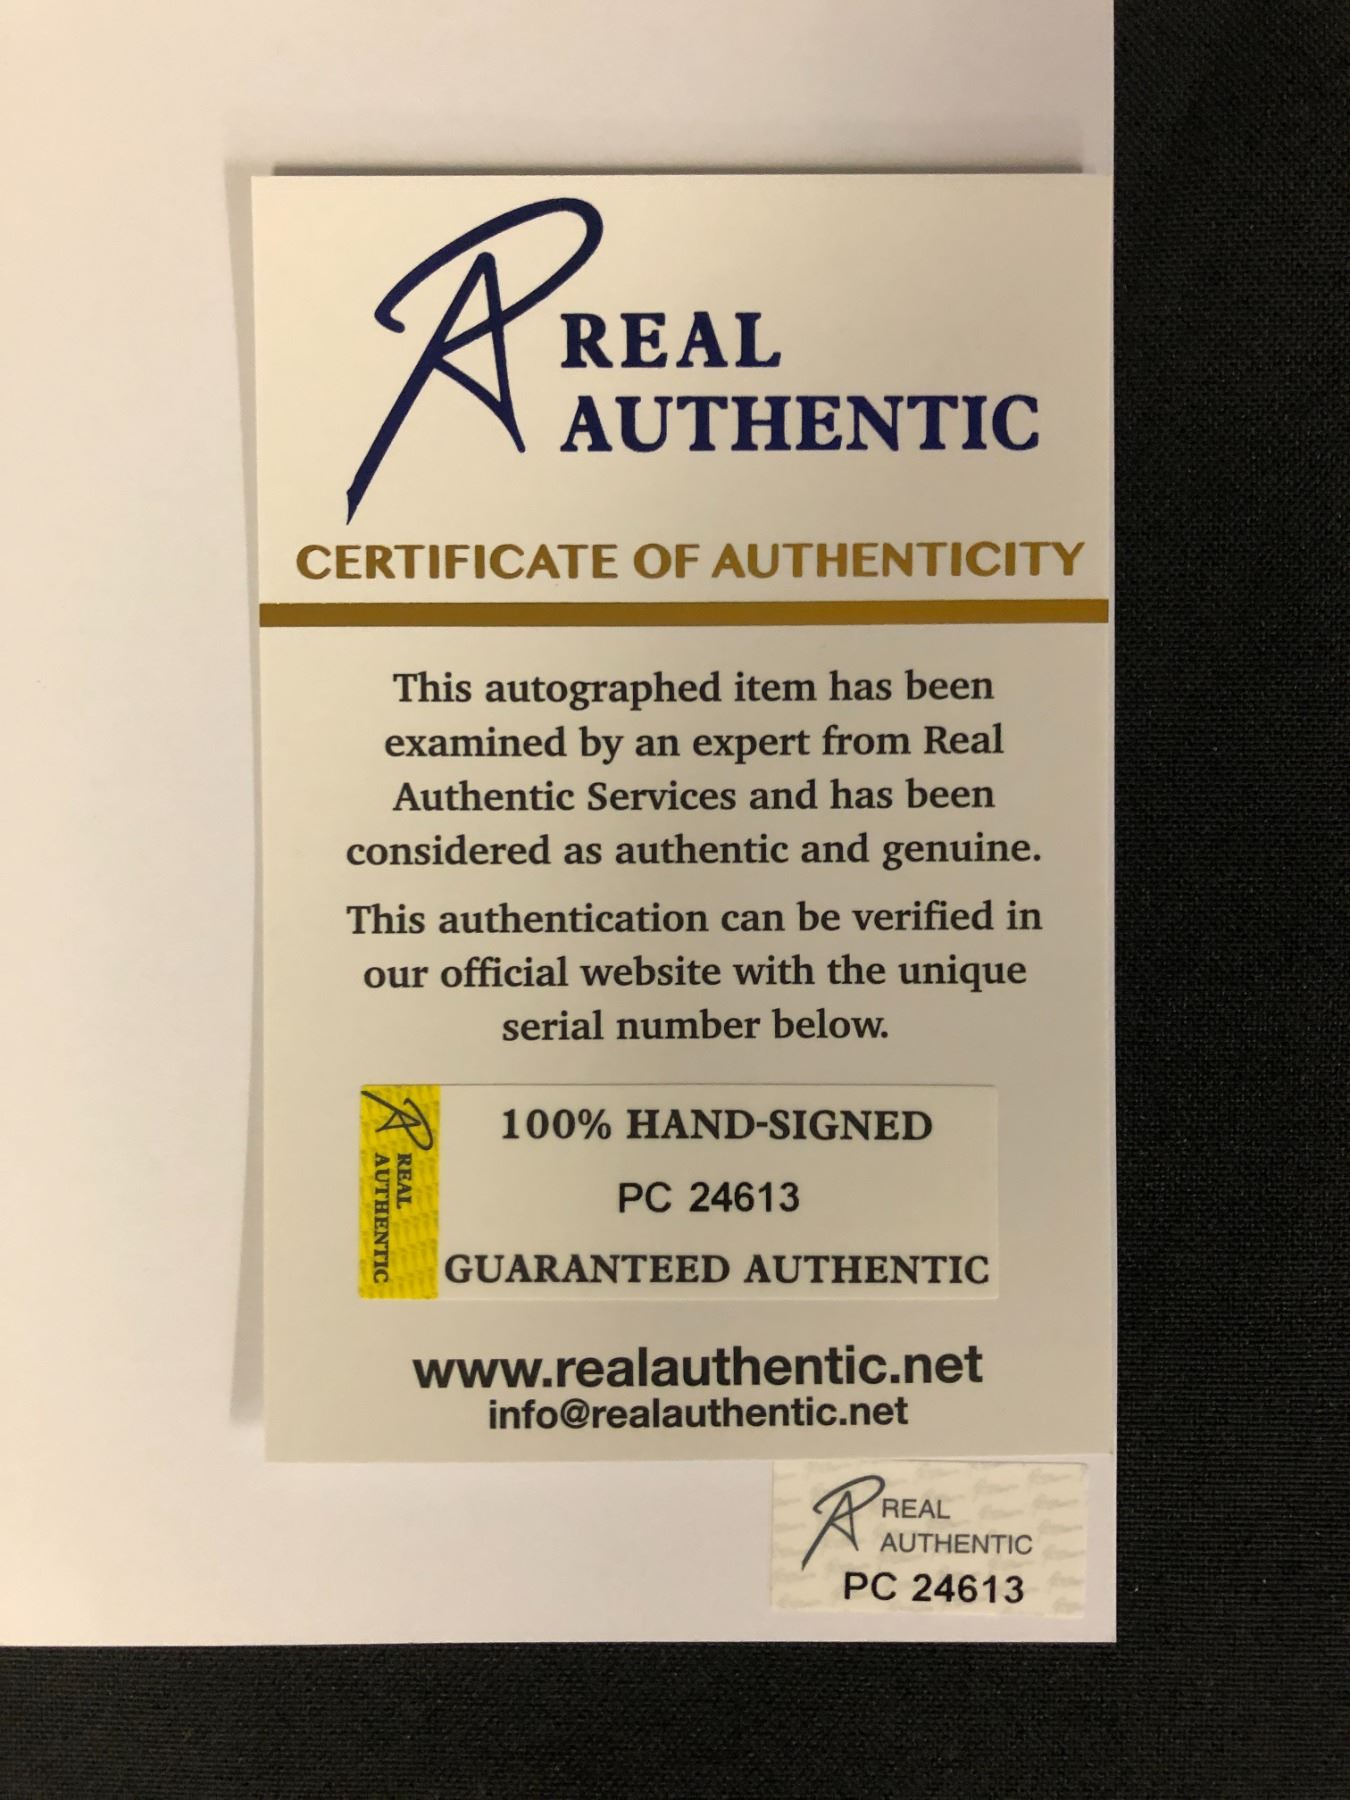 REAL
AUTHENTIC
CERTIFICATE OF AUTHENTICITY
This autographed item has been
examined by an expert from Real
Authentic Services and has been
considered as authentic and genuine.
This authentication can be verified in
our official website with the unique
serial number below.
REAL
AUTHENTIC
100% HAND-SIGNED
PC 24613
GUARANTEED AUTHENTIC
www.realauthentic.net
info@realauthentic.net
REAL
AUTHENTIC
PC 24613